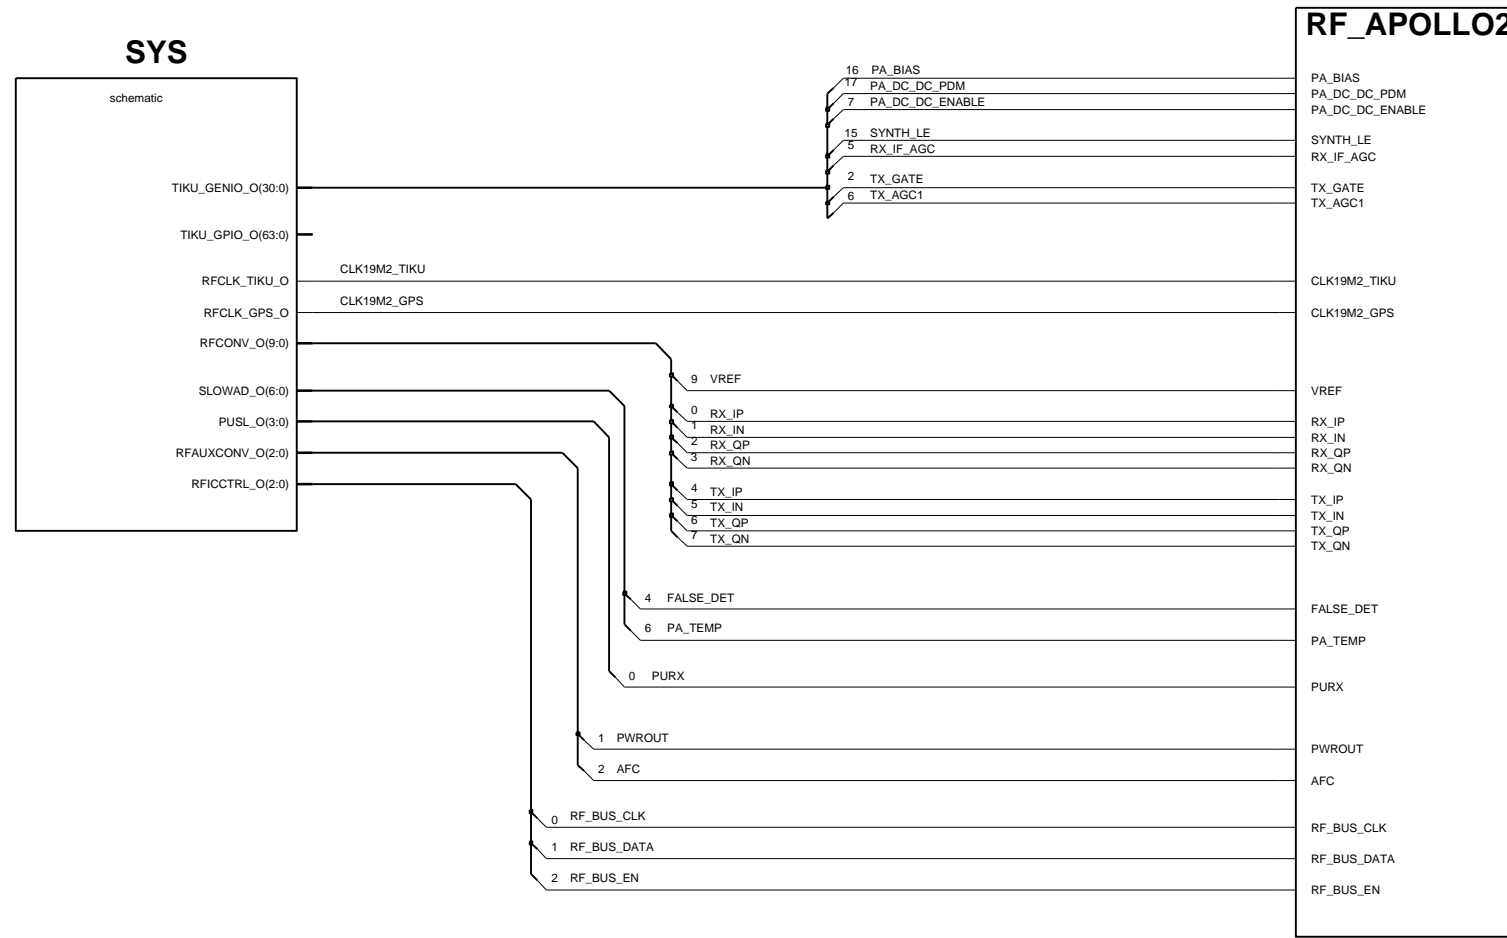 RF_APOLLO2
SYS
schematic
16 PA_BIAS PA_BIAS
17 PA_DC_DC_PDM PA_DC_DC_PDM
7 PA_DC_DC_ENABLE PA_DC_DC_ENABLE
15 SYNTH_LE SYNTH_LE
5 RX_IF_AGC RX_IF_AGC
TIKU_GENIO_O(30:0) 2 TX_GATE TX_GATE
6 TX_AGC1 TX_AGC1
TIKU_GPIO_O(63:0)
RFCLK_TIKU_O CLK19M2_TIKU CLK19M2_TIKU
RFCLK_GPS_O CLK19M2_GPS CLK19M2_GPS
RFCONV_O(9:0)
SLOWAD_O(6:0) 9 VREF VREF
PUSL_O(3:0) 0 RX_IP RX_IP
1 RX_IN RX_IN
RFAUXCONV_O(2:0) 2 RX_QP RX_QP
3 RX_QN RX_QN
RFICCTRL_O(2:0)
4 TX_IP TX_IP
5 TX_IN TX_IN
6 TX_QP TX_QP
7 TX_QN TX_QN
4 FALSE_DET FALSE_DET
6 PA_TEMP PA_TEMP
0 PURX PURX
1 PWROUT PWROUT
2 AFC AFC
0 RF_BUS_CLK RF_BUS_CLK
1 RF_BUS_DATA RF_BUS_DATA
2 RF_BUS_EN RF_BUS_EN